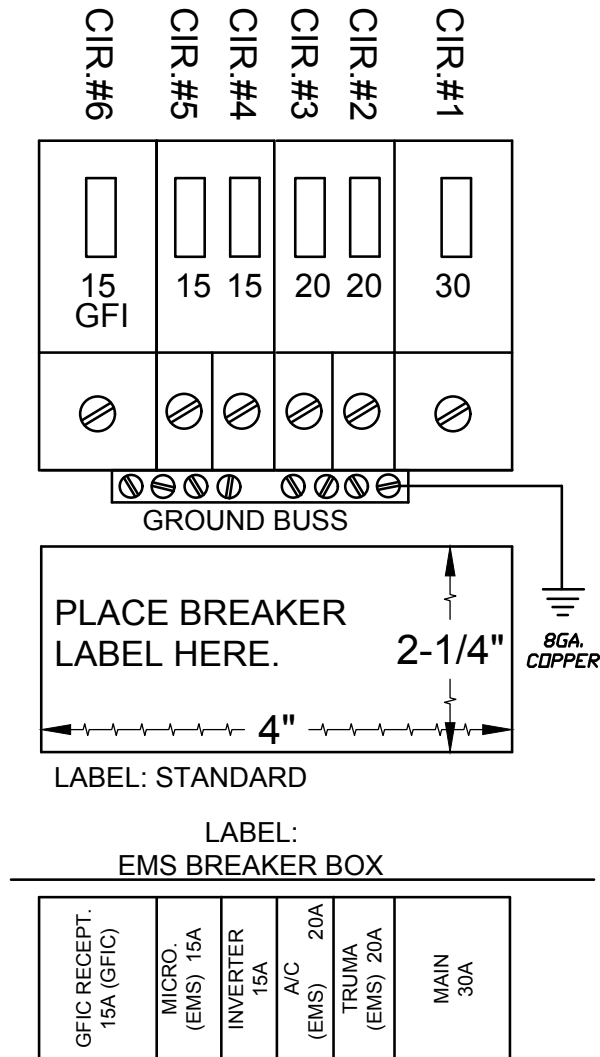 CIR.#6
CIR.#5
CIR.#4
CIR.#3
CIR.#2
CIR.#1
15
GFI
15
15
20
20
30
GROUND BUSS
8GA.
COPPER
PLACE BREAKER
LABEL HERE.
2-1/4"
4"
LABEL: STANDARD
LABEL:
EMS BREAKER BOX
GFIC RECEPT.
15A (GFIC)
MICRO.
(EMS) 15A
INVERTER
15A
A/C
(EMS) 20A
TRUMA
(EMS) 20A
MAIN
30A